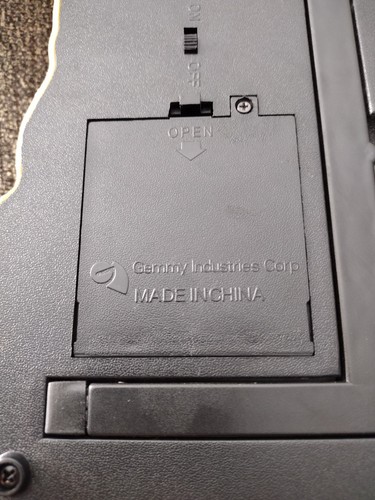 ON
OFF
OPEN
Gemmy Industries Corp
MADE IN CHINA